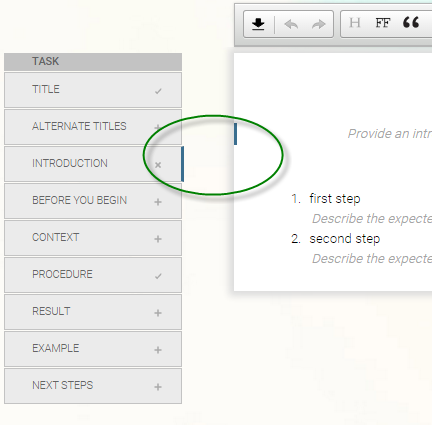 H FF
TASK
TITLE
ALTERNATE TITLES
INTRODUCTION
BEFORE YOU BEGIN
CONTEXT
PROCEDURE
RESULT
EXAMPLE
NEXT STEPS
Provide an intr
1. first step
Describe the expecte
2. second step
Describe the expecte